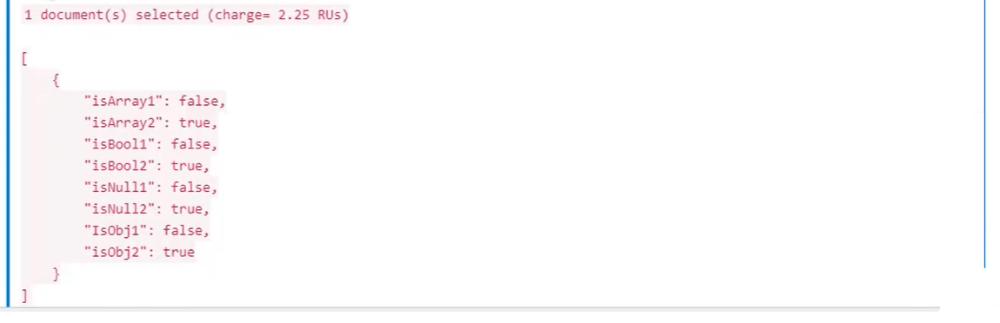 1 document(s) selected (charge= 2.25 RUs)
[
{
"isArray1": false,
"isArray2": true,
"isBool1": false,
"isBool2": true,
"isNull1": false,
"isNull2": true,
"IsObj1": false,
"isObj2": true
}
]